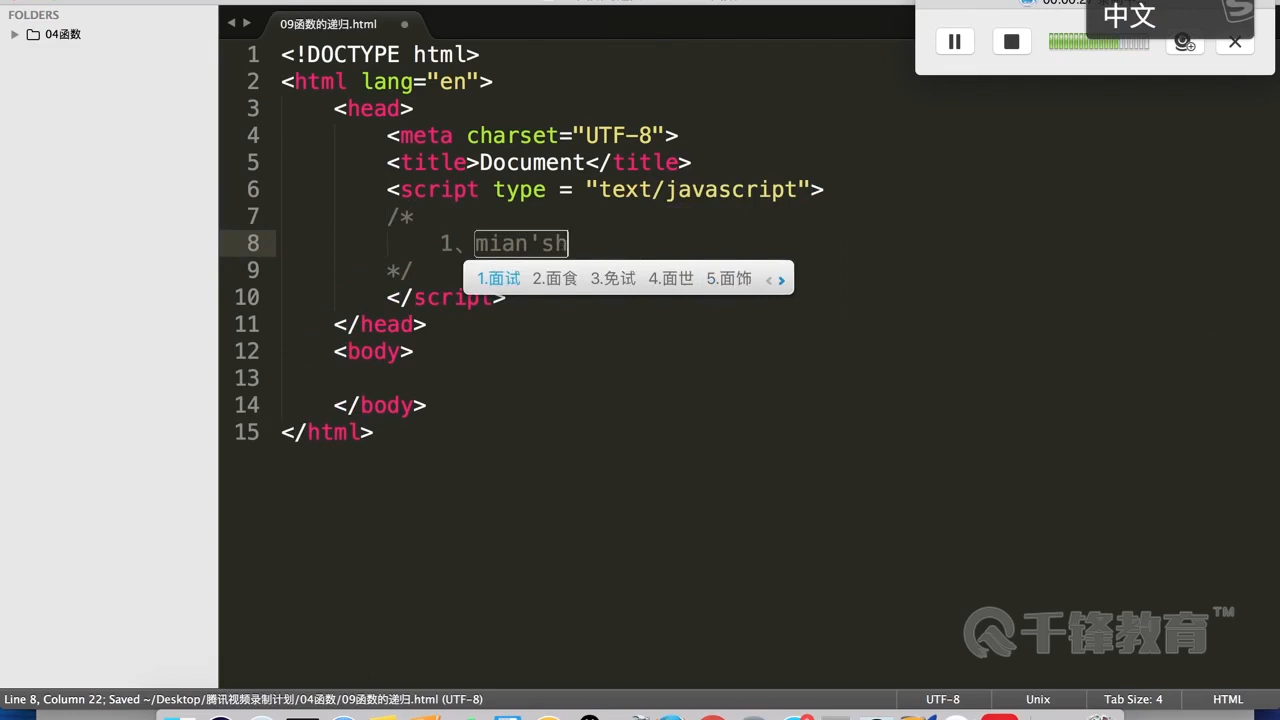 FOLDERS
04函数
09函数的递归.html
中文
1 <!DOCTYPE html>
2 <html lang="en">
3 <head>
4 <meta charset="UTF-8">
5 <title>Document</title>
6 <script type = "text/javascript">
7 /*
8 1、mian'sh
1.面试 2.面食 3.免试 4.面世 5.面饰
9 */
10 </script>
11 </head>
12 <body>
13
14 </body>
15 </html>
千锋教育™
Line 8, Column 22; Saved ~/Desktop/腾讯视频录制计划/04函数/09函数的递归.html (UTF-8)
UTF-8
Unix
Tab Size: 4
HTML